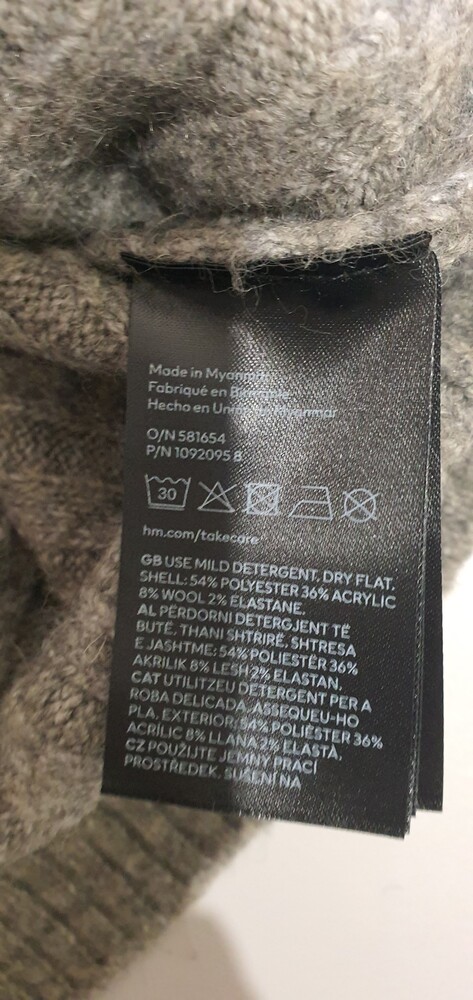 Made in Myanmar
Fabriqué en
Hecho en Myanmar
O/N 581654
P/N 1092095 8
30
hm.com/takecare
GB USE MILD DETERGENT, DRY FLAT,
SHELL: 54% POLYESTER 36% ACRYLIC
8% WOOL 2% ELASTANE.
AL PËRDORNI DETERGJENT TË
BUTË, THANI SHTRIRË, SHTRESA
E JASHTME: 54% POLIESTËR 36%
AKRILIK 8% LESH 2% ELASTAN.
CAT UTILITZEU DETERGENT PER A
ROBA DELICADA, ASSEQUEU-HO
PLA, EXTERIOR: 54% POLIÈSTER 36%
ACRÍLIC 8% LLANA 2% ELASTÀ,
CZ POUŽIJTE JEMNÝ PRACÍ
PROSTŘEDEK, SUŠENÍ NA